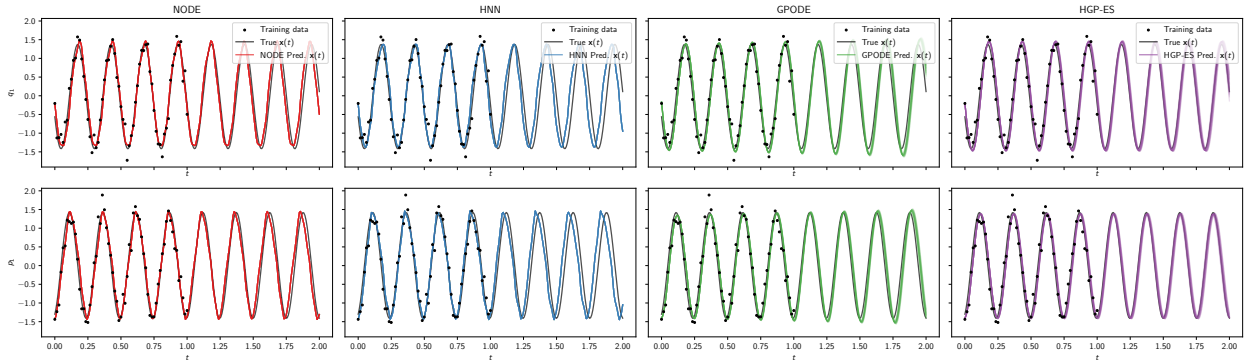 NODE HNN GPODE HGP-ES
2.0 1.5 1.0 0.5 0.0 −0.5 −1.0 −1.5
q₁
Training data
True x(t)
NODE Pred. x(t)
Training data
True x(t)
HNN Pred. x(t)
Training data
True x(t)
GPODE Pred. x(t)
Training data
True x(t)
HGP-ES Pred. x(t)
t t t t
2.0 1.5 1.0 0.5 0.0 −0.5 −1.0 −1.5
p₁
0.00 0.25 0.50 0.75 1.00 1.25 1.50 1.75 2.00
0.00 0.25 0.50 0.75 1.00 1.25 1.50 1.75 2.00
0.00 0.25 0.50 0.75 1.00 1.25 1.50 1.75 2.00
0.00 0.25 0.50 0.75 1.00 1.25 1.50 1.75 2.00
t t t t